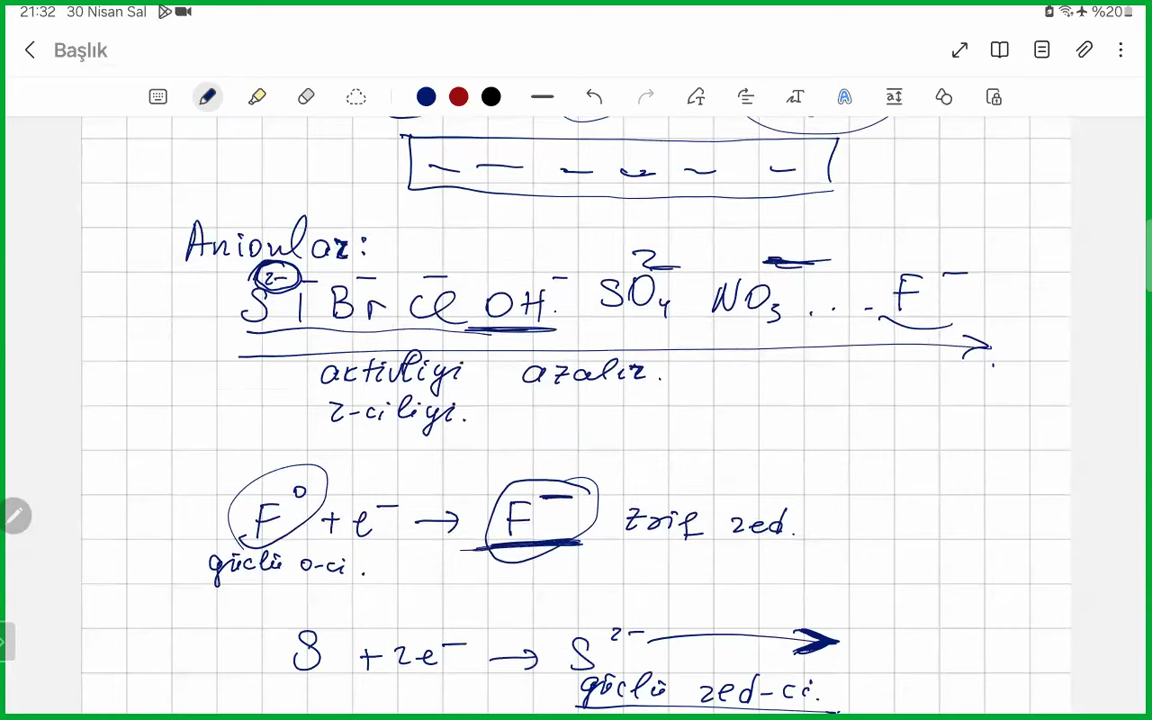 21:32 30 Nisan Sal %20
Başlık
Anionlar:
S²⁻ I⁻ Br⁻ Cl⁻ OH⁻ SO₄²⁻ NO₃⁻ ... F⁻
aktivliyi azalır.
r-ciliyi.
F⁰ + e⁻ → F⁻ zəif red.
güclü o-ci.
S + 2e⁻ → S²⁻
güclü red-ci.